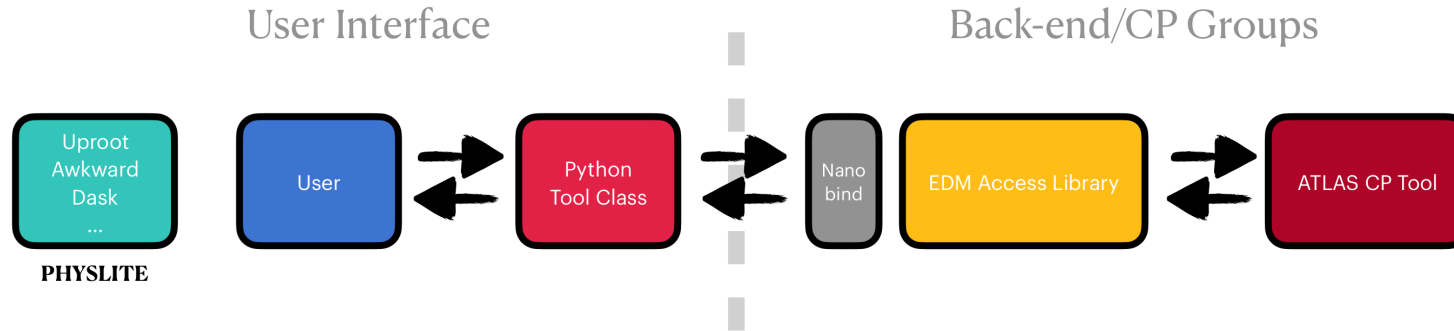 User Interface
Back-end/CP Groups
Uproot
Awkward
Dask
...
PHYSLITE
User
Python
Tool Class
Nano
bind
EDM Access Library
ATLAS CP Tool